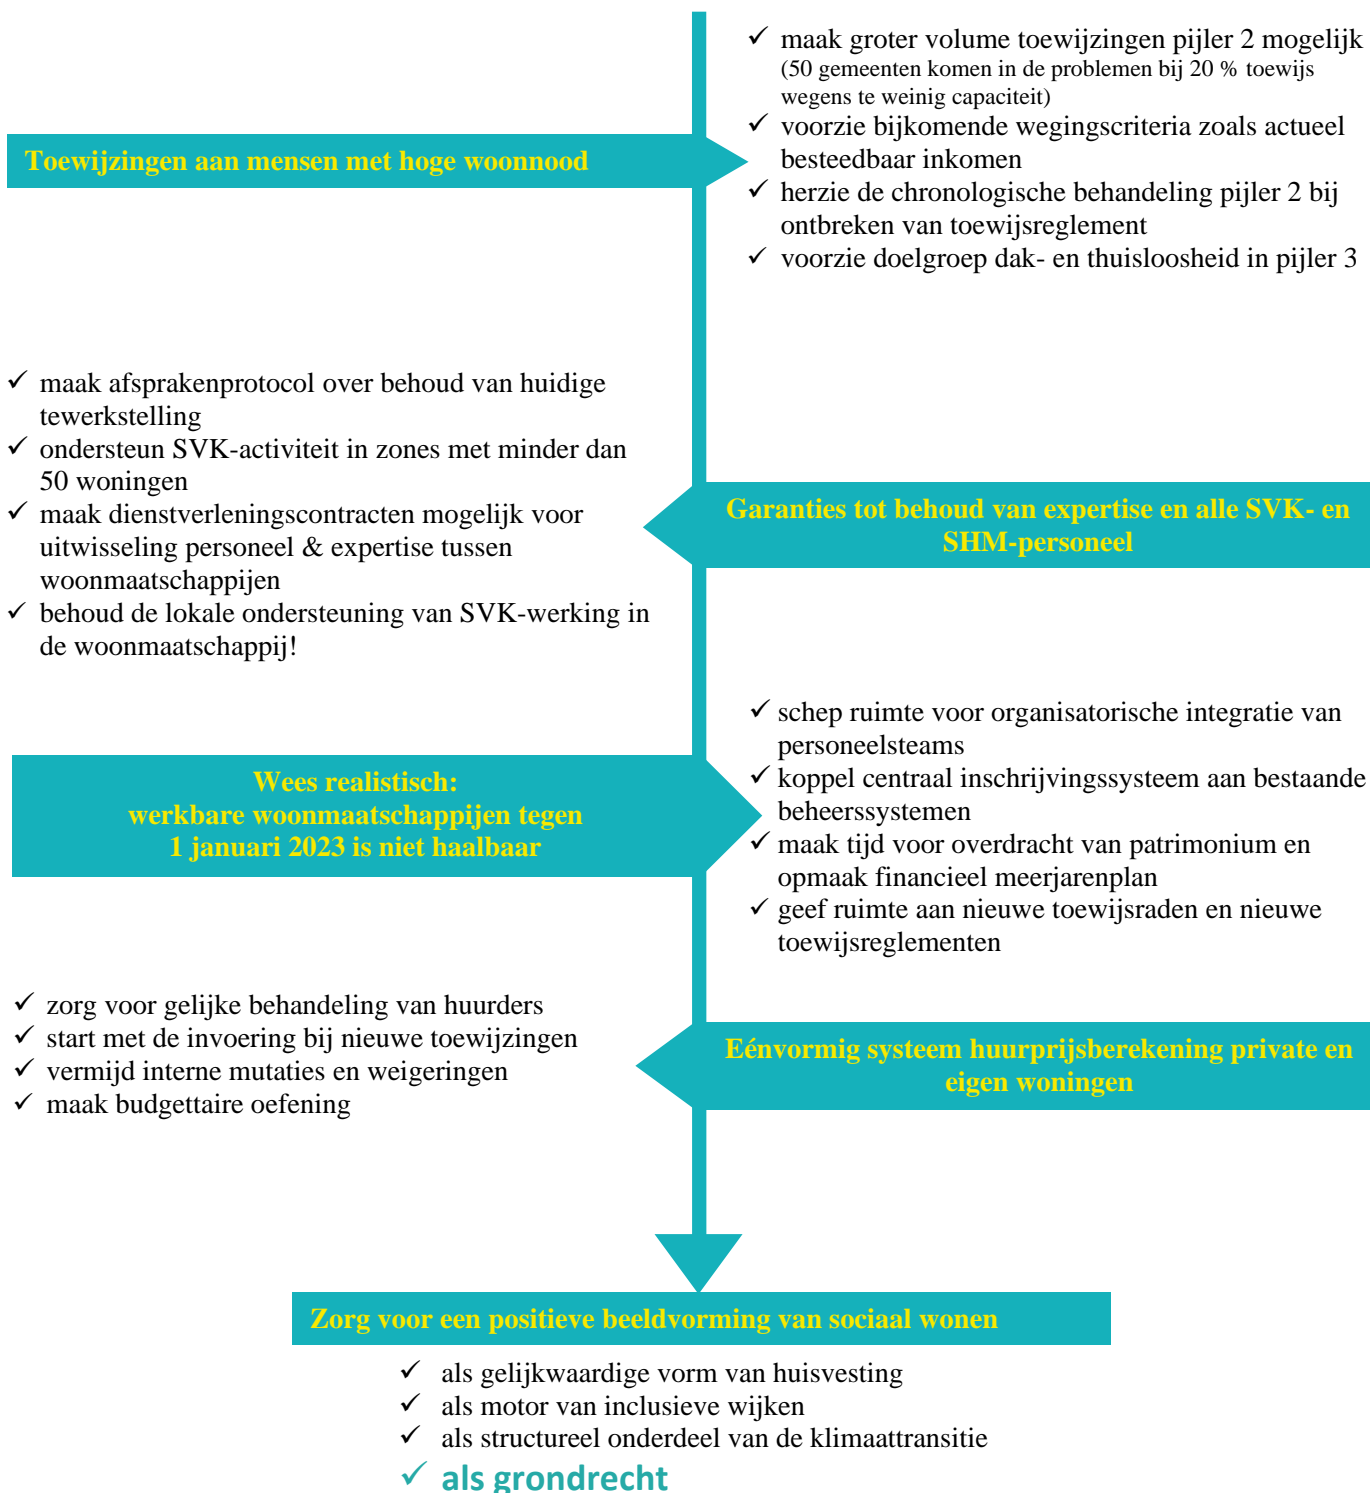 ✓ maak groter volume toewijzingen pijler 2 mogelijk
(50 gemeenten komen in de problemen bij 20 % toewijs
wegens te weinig capaciteit)
✓ voorzie bijkomende wegingscriteria zoals actueel
besteedbaar inkomen
✓ herzie de chronologische behandeling pijler 2 bij
ontbreken van toewijsreglement
✓ voorzie doelgroep dak- en thuisloosheid in pijler 3
Toewijzingen aan mensen met hoge woonnood
✓ maak afsprakenprotocol over behoud van huidige
tewerkstelling
✓ ondersteun SVK-activiteit in zones met minder dan
50 woningen
✓ maak dienstverleningscontracten mogelijk voor
uitwisseling personeel & expertise tussen
woonmaatschappijen
✓ behoud de lokale ondersteuning van SVK-werking in
de woonmaatschappij!
Garanties tot behoud van expertise en alle SVK- en
SHM-personeel
✓ schep ruimte voor organisatorische integratie van
personeelsteams
✓ koppel centraal inschrijvingssysteem aan bestaande
beheerssystemen
✓ maak tijd voor overdracht van patrimonium en
opmaak financieel meerjarenplan
✓ geef ruimte aan nieuwe toewijsraden en nieuwe
toewijsreglementen
Wees realistisch:
werkbare woonmaatschappijen tegen
1 januari 2023 is niet haalbaar
✓ zorg voor gelijke behandeling van huurders
✓ start met de invoering bij nieuwe toewijzingen
✓ vermijd interne mutaties en weigeringen
✓ maak budgettaire oefening
Eénvormig systeem huurprijsberekening private en
eigen woningen
Zorg voor een positieve beeldvorming van sociaal wonen
✓ als gelijkwaardige vorm van huisvesting
✓ als motor van inclusieve wijken
✓ als structureel onderdeel van de klimaattransitie
✓ als grondrecht